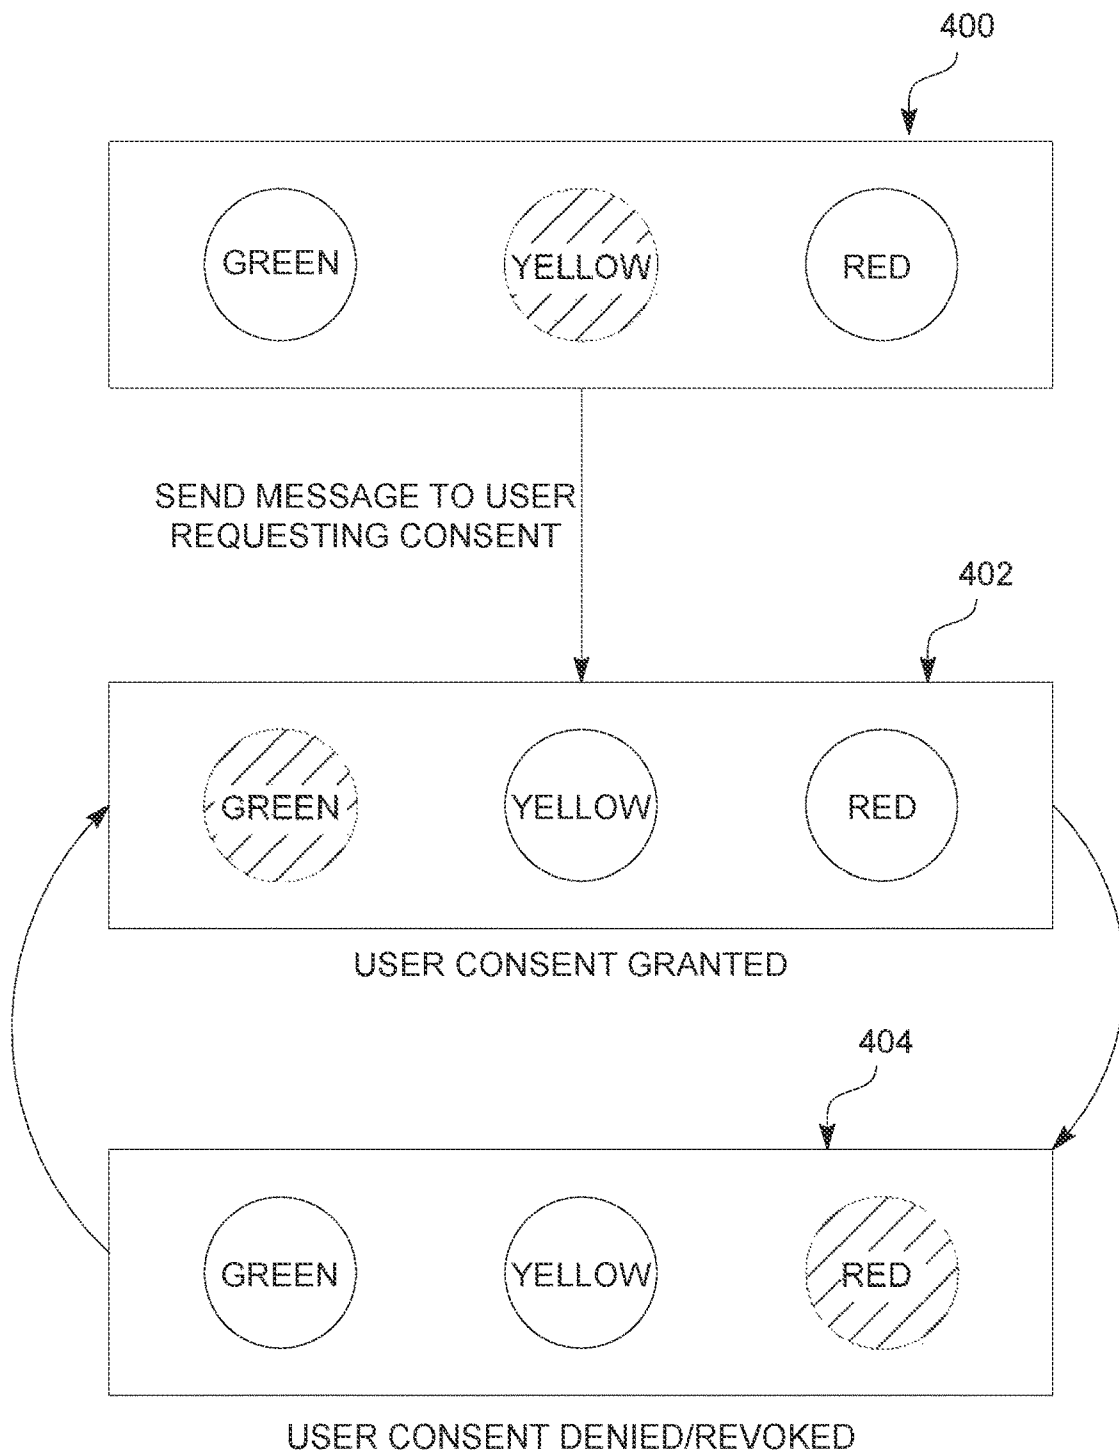 400
GREEN
YELLOW
RED
SEND MESSAGE TO USER
REQUESTING CONSENT
402
GREEN
YELLOW
RED
USER CONSENT GRANTED
404
GREEN
YELLOW
RED
USER CONSENT DENIED/REVOKED